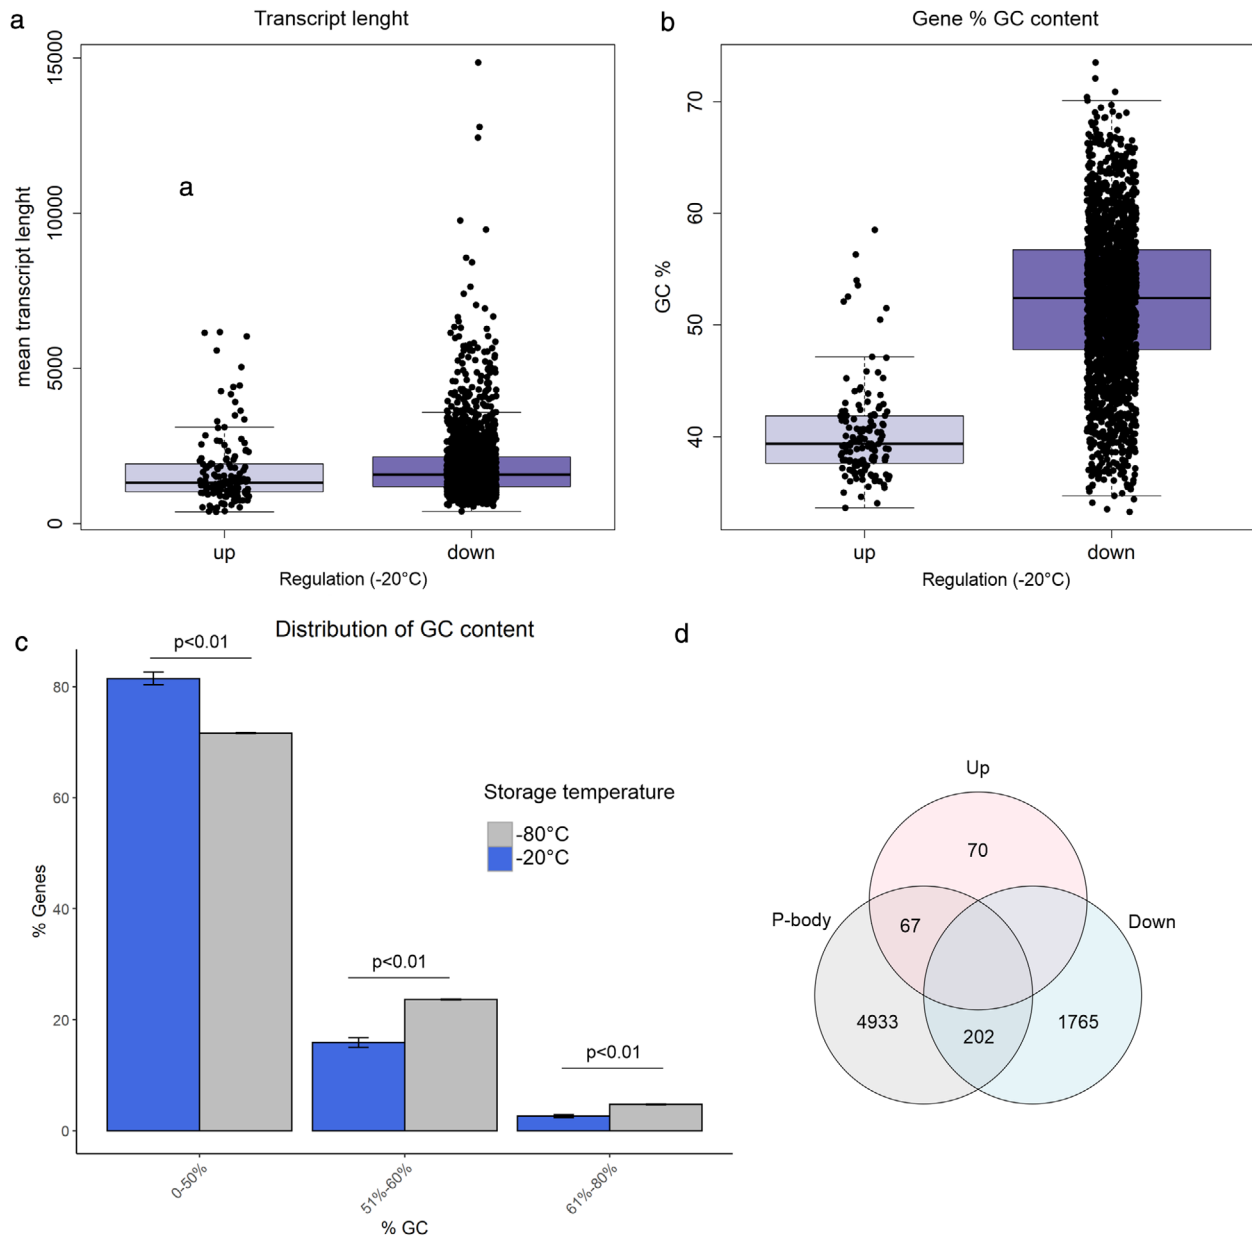 a
Transcript lenght
mean transcript lenght
15000
10000
5000
0
a
up
down
Regulation (-20°C)
b
Gene % GC content
GC %
70
60
50
40
up
down
Regulation (-20°C)
c
Distribution of GC content
% Genes
80
60
40
20
0
p<0.01
p<0.01
p<0.01
Storage temperature
-80°C
-20°C
0-50%
51%-60%
61%-80%
% GC
d
Up
70
P-body
67
Down
4933
202
1765